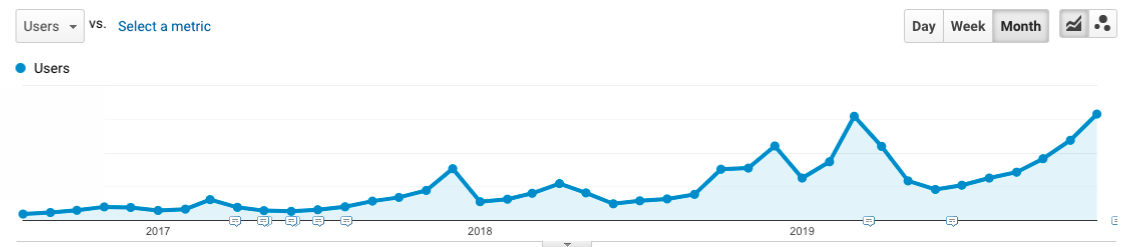 Users vs. Select a metric Day Week Month
Users
2017 2018 2019